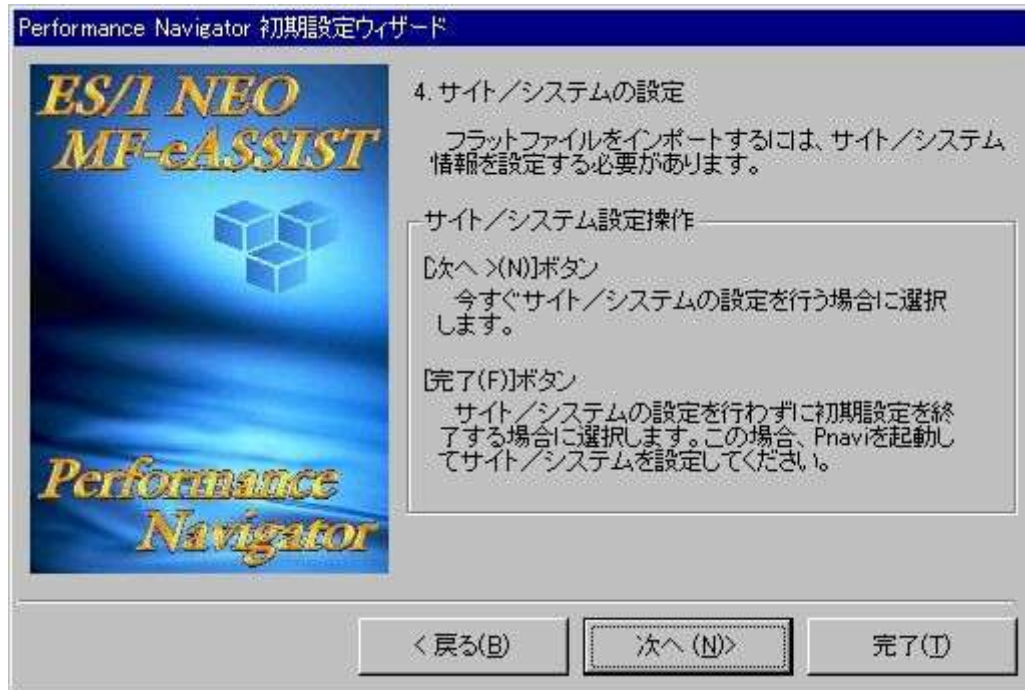 Performance Navigator 初期設定ウィザード
ES/1 NEO
MF-eASSIST
Performance
Navigator
4. サイト／システムの設定
フラットファイルをインポートするには、サイト／システム
情報を設定する必要があります。
サイト／システム設定操作
[次へ >(N)]ボタン
今すぐサイト／システムの設定を行う場合に選択
します。
[完了(F)]ボタン
サイト／システムの設定を行わずに初期設定を終
了する場合に選択します。この場合、Pnaviを起動し
てサイト／システムを設定してください。
< 戻る(B)
次へ (N)>
完了(T)